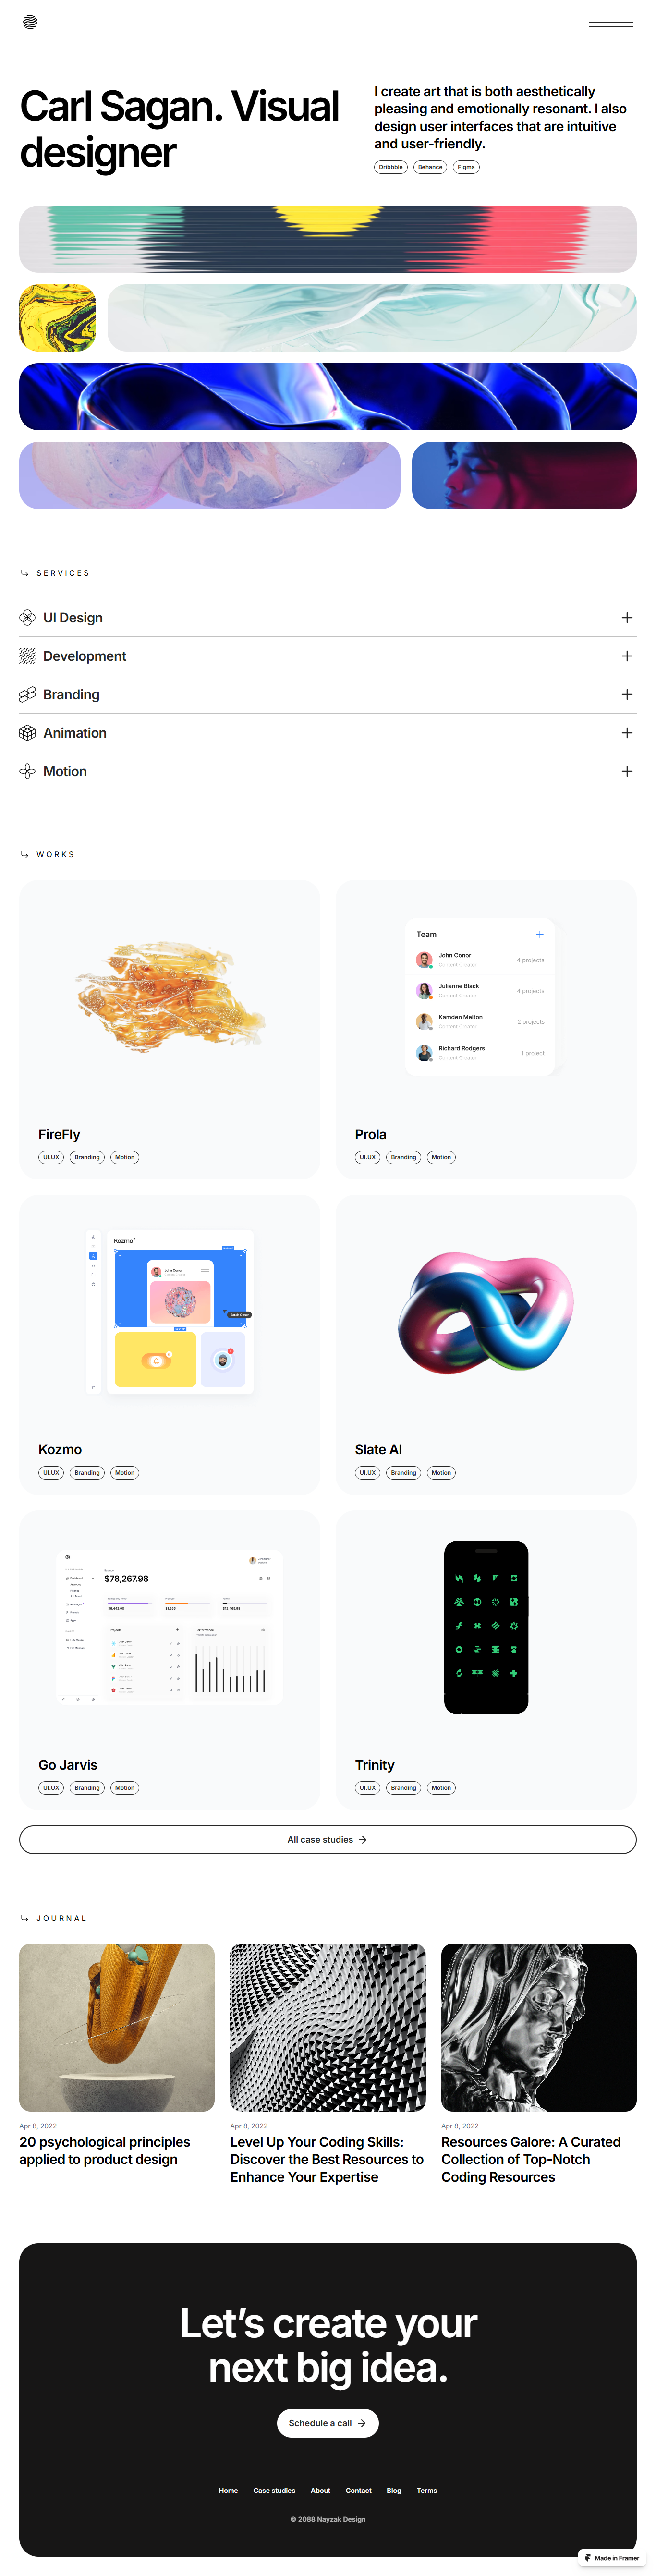 Carl Sagan. Visual
designer
I create art that is both aesthetically
pleasing and emotionally resonant. I also
design user interfaces that are intuitive
and user-friendly.
Dribbble Behance Figma
SERVICES
UI Design
Development
Branding
Animation
Motion
WORKS
FireFly
UI.UX Branding Motion
Team
John Conor
Content Creator
4 projects
Julianne Black
Content Creator
4 projects
Kamden Melton
Content Creator
2 projects
Richard Rodgers
Content Creator
1 project
Prola
UI.UX Branding Motion
Kozmo
John Conor
Kozmo
UI.UX Branding Motion
Slate AI
UI.UX Branding Motion
$78,267.98
Projects
Performance
Go Jarvis
UI.UX Branding Motion
Trinity
UI.UX Branding Motion
All case studies
JOURNAL
Apr 8, 2022
20 psychological principles
applied to product design
Apr 8, 2022
Level Up Your Coding Skills:
Discover the Best Resources to
Enhance Your Expertise
Apr 8, 2022
Resources Galore: A Curated
Collection of Top-Notch
Coding Resources
Let’s create your
next big idea.
Schedule a call
Home Case studies About Contact Blog Terms
© 2088 Nayzak Design
Made in Framer